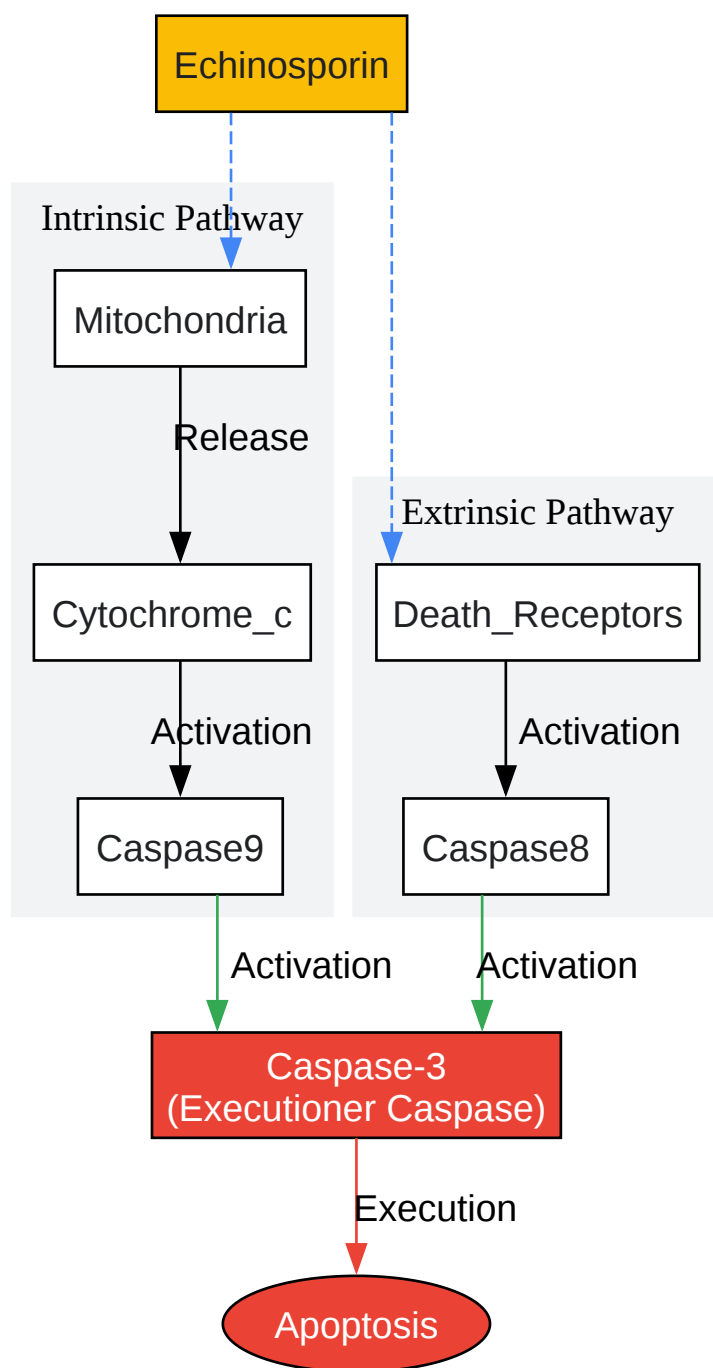 Echinosporin
Intrinsic Pathway
Mitochondria
Release
Extrinsic Pathway
Cytochrome_c
Death_Receptors
Activation
Activation
Caspase9
Caspase8
Activation
Activation
Caspase-3
(Executioner Caspase)
Execution
Apoptosis